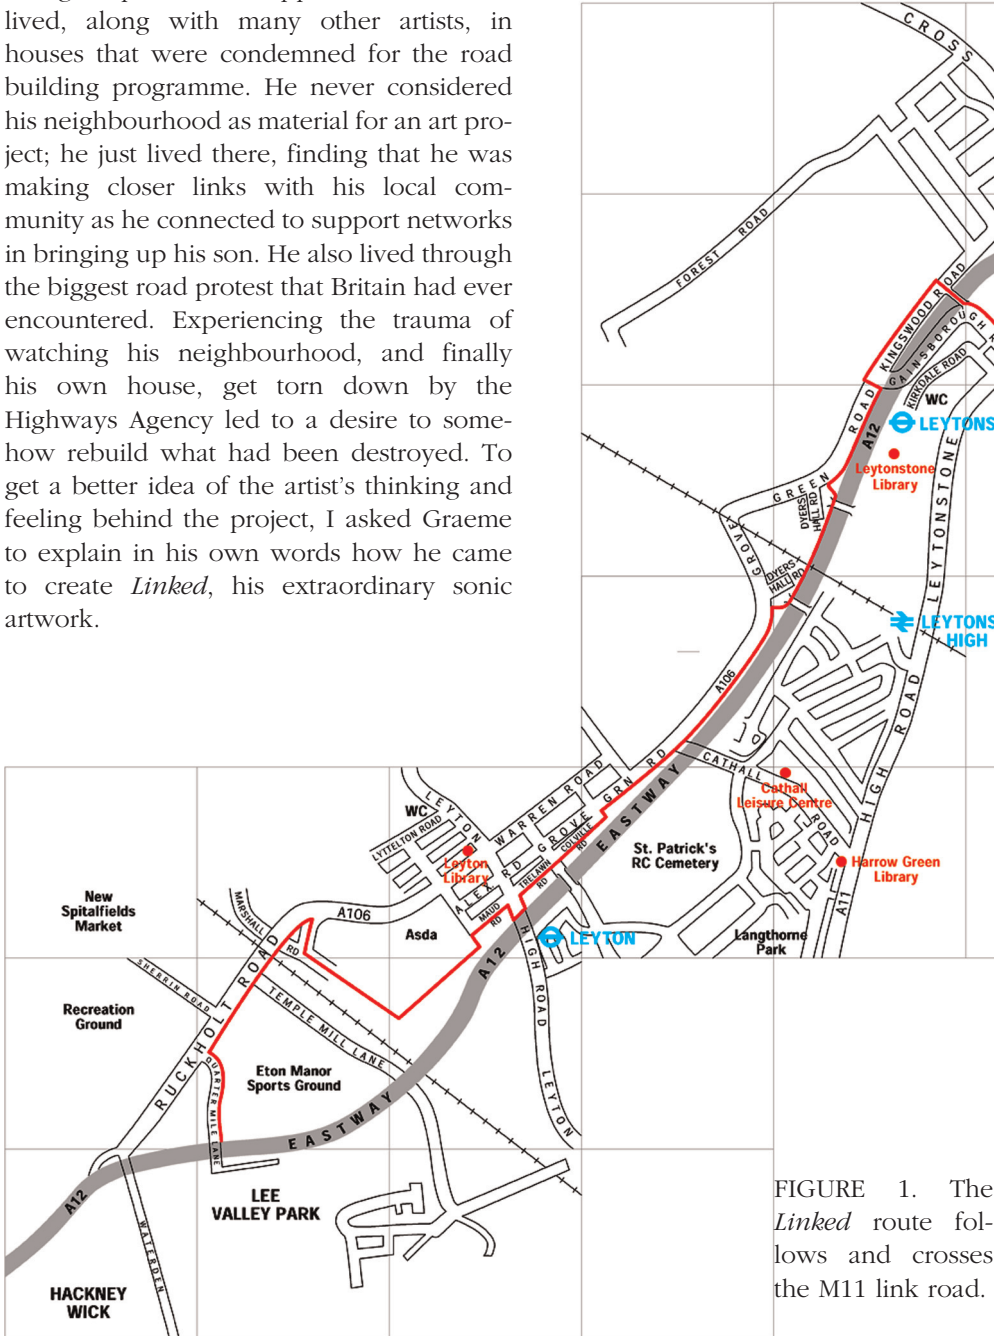 lived, along with many other artists, in
houses that were condemned for the road
building programme. He never considered
his neighbourhood as material for an art pro-
ject; he just lived there, finding that he was
making closer links with his local com-
munity as he connected to support networks
in bringing up his son. He also lived through
the biggest road protest that Britain had ever
encountered. Experiencing the trauma of
watching his neighbourhood, and finally
his own house, get torn down by the
Highways Agency led to a desire to some-
how rebuild what had been destroyed. To
get a better idea of the artist's thinking and
feeling behind the project, I asked Graeme
to explain in his own words how he came
to create Linked, his extraordinary sonic
artwork.
CROSS
FOREST ROAD
KINGSWOOD ROAD
KIRKDALE ROAD
WC
LEYTONS
Leytonstone
Library
A12
GROVE GREEN ROAD
DYERS
HALL RD
DYERS
HALL RD
LEYTONSTONE
HIGH ROAD
LEYTONS
HIGH
A106
GRN RD
CATHALL
ROAD
Cathall
Leisure Centre
EASTWAY
St. Patrick's
RC Cemetery
Harrow Green
Library
A11
Langthorne
Park
LEYTON
WC
LYTTELTON ROAD
WARREN ROAD
GROVE
COLVILLE
RD
TRELAWN
RD
Leyton
Library
MAUD
RD
Asda
A106
LEYTON
HIGH ROAD
LEYTON
A12
New
Spitalfields
Market
MARSHALL
RD
SHERRIN ROAD
Recreation
Ground
RUCKHOLT ROAD
TEMPLE MILL LANE
Eton Manor
Sports Ground
QUARTER MILE LANE
EASTWAY
A12
LEE
VALLEY PARK
WATERDEN
HACKNEY
WICK
FIGURE 1. The
Linked route fol-
lows and crosses
the M11 link road.